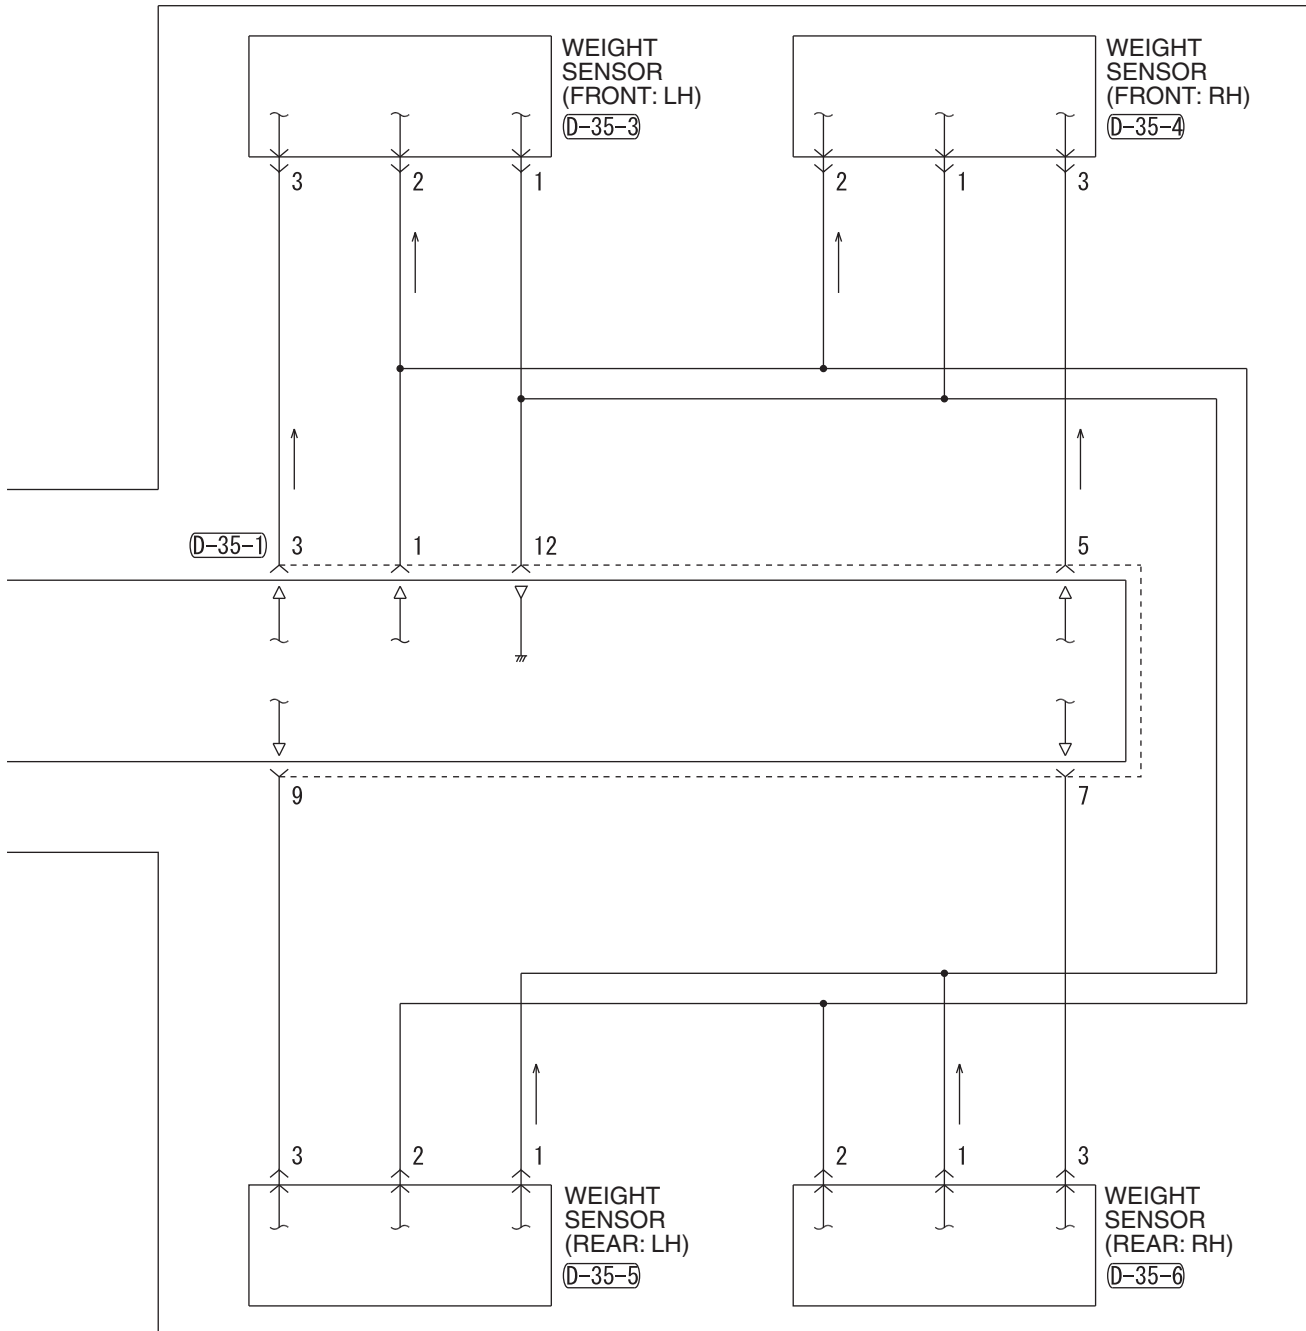 WEIGHT
SENSOR
(FRONT: LH)
D-35-3
WEIGHT
SENSOR
(FRONT: RH)
D-35-4
3 2 1 2 1 3
D-35-1 3 1 12 5
9 7
3 2 1 2 1 3
WEIGHT
SENSOR
(REAR: LH)
D-35-5
WEIGHT
SENSOR
(REAR: RH)
D-35-6